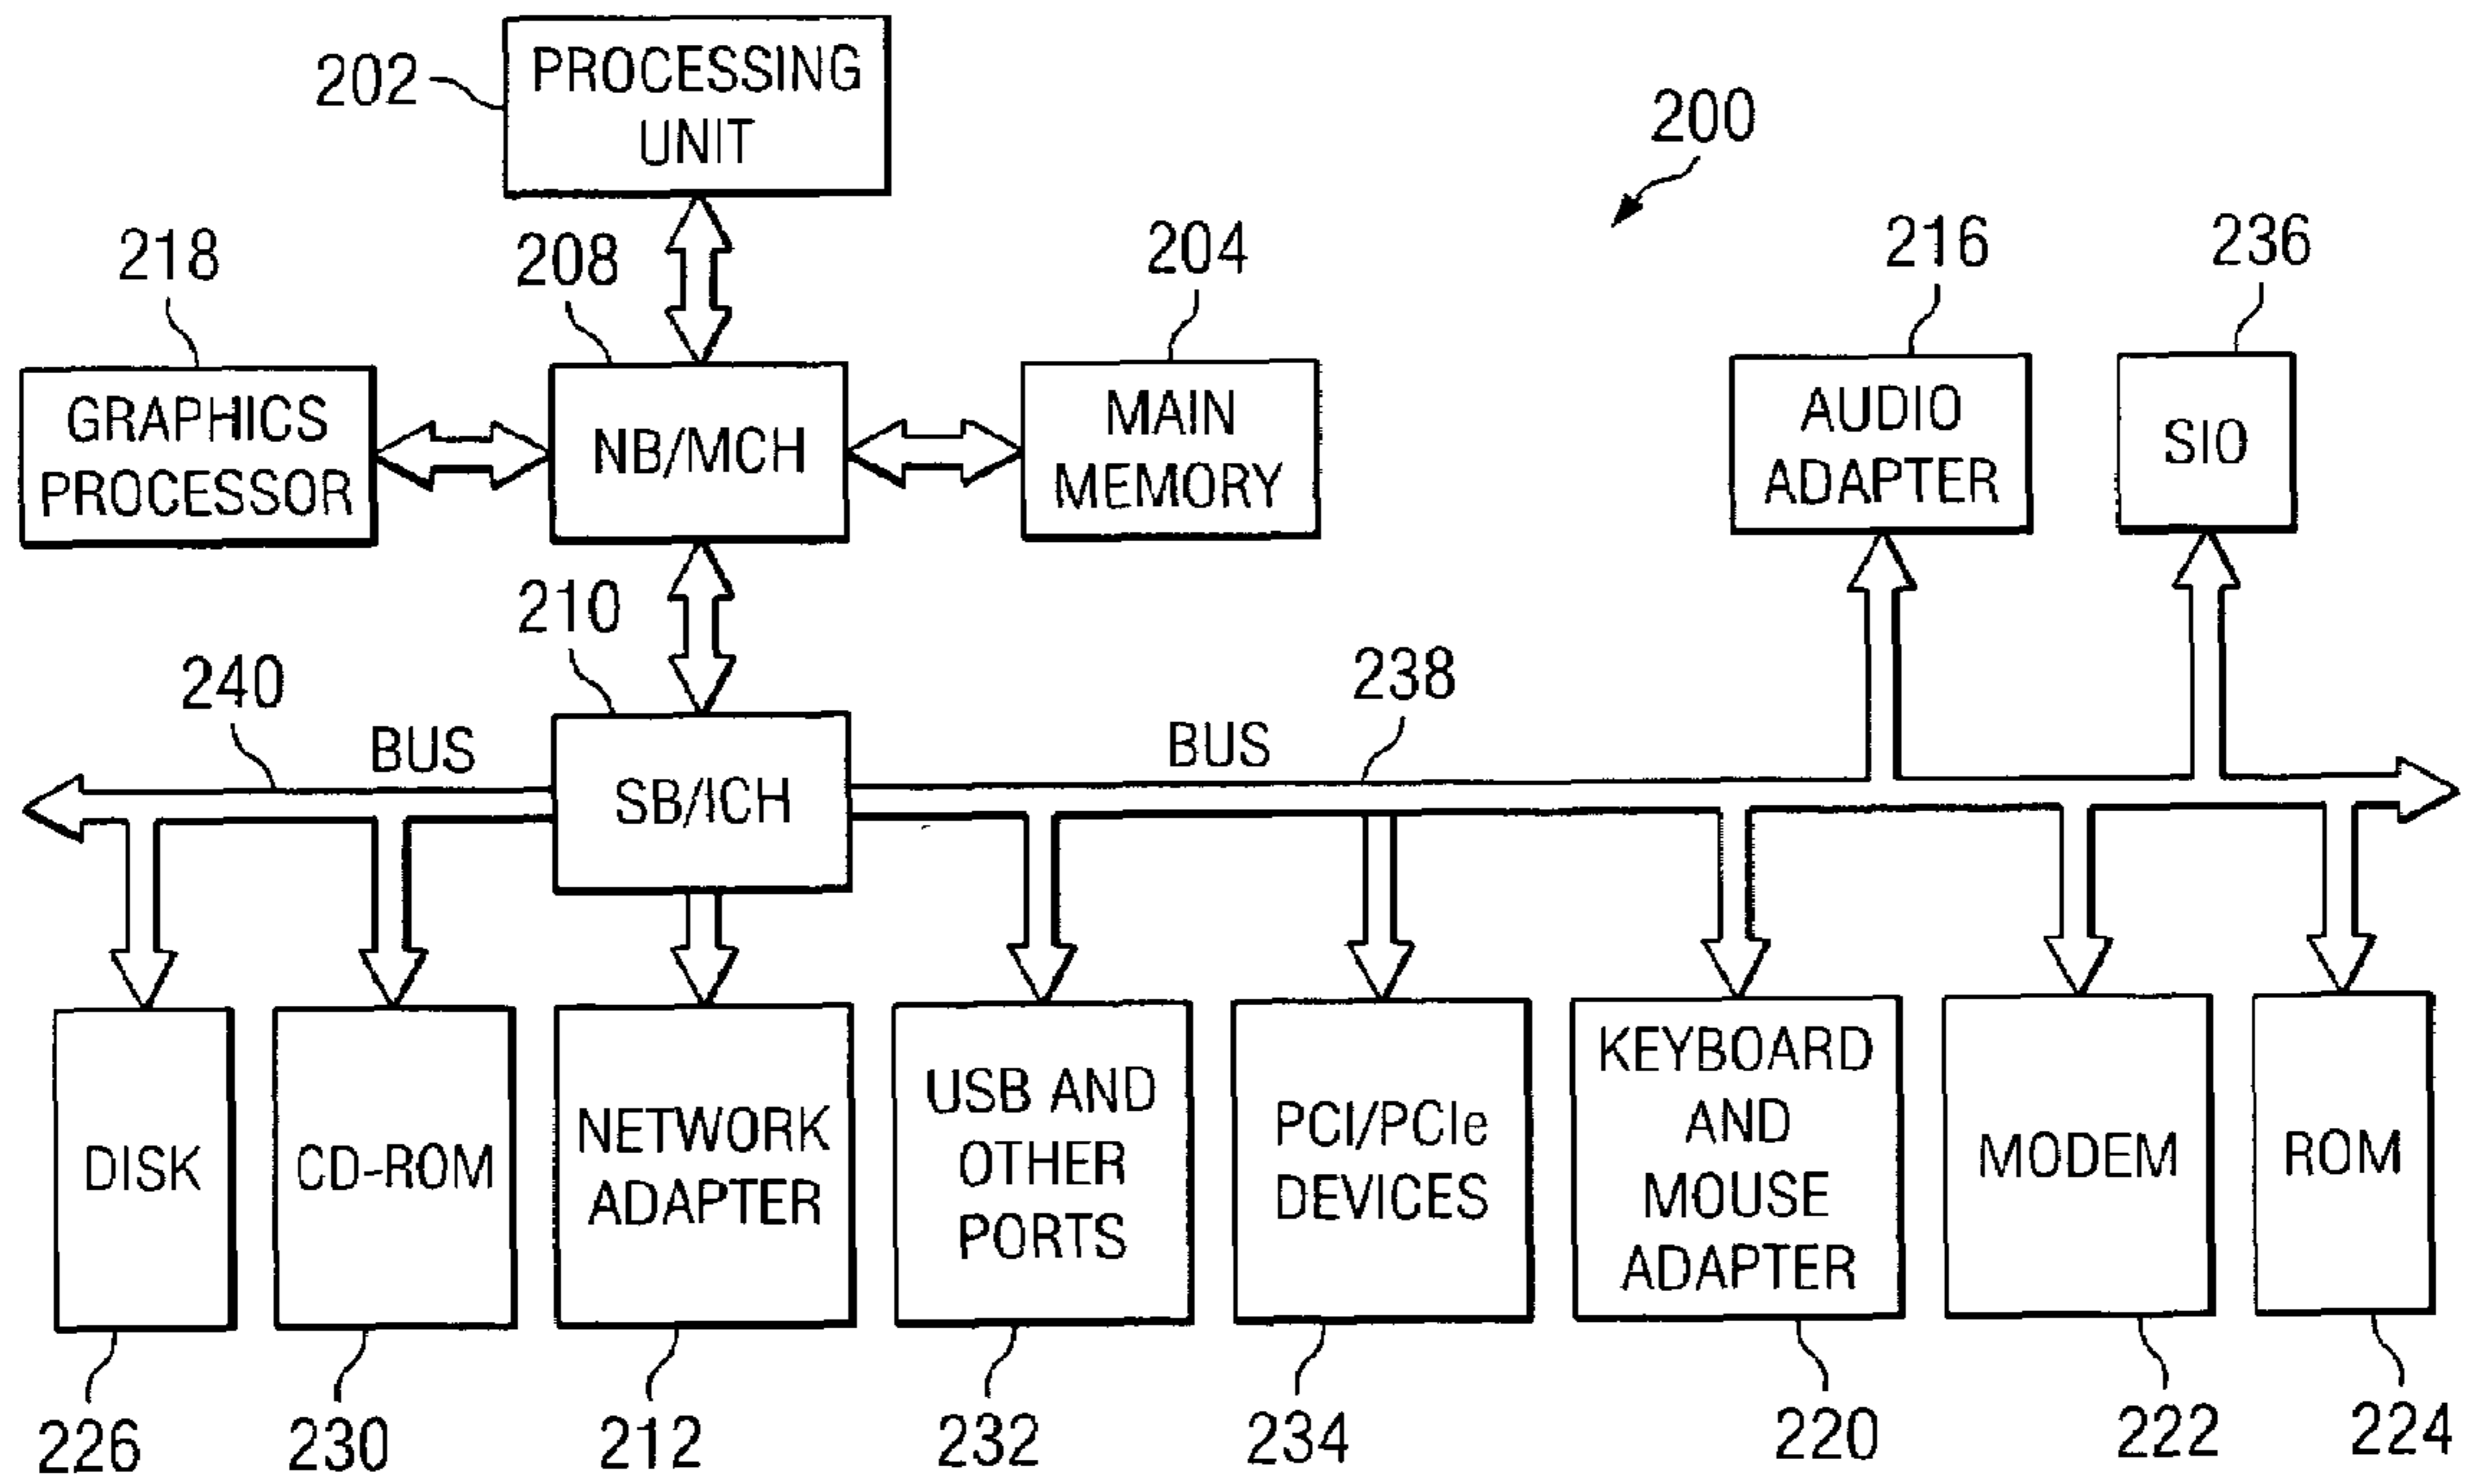 PROCESSING
UNIT
202
200
218
208
204
216
236
GRAPHICS
PROCESSOR
NB/MCH
MAIN
MEMORY
AUDIO
ADAPTER
SIO
210
240
BUS
238
BUS
SB/ICH
DISK
CD-ROM
NETWORK
ADAPTER
USB AND
OTHER
PORTS
PCI/PCIe
DEVICES
KEYBOARD
AND
MOUSE
ADAPTER
MODEM
ROM
226
230
212
232
234
220
222
224